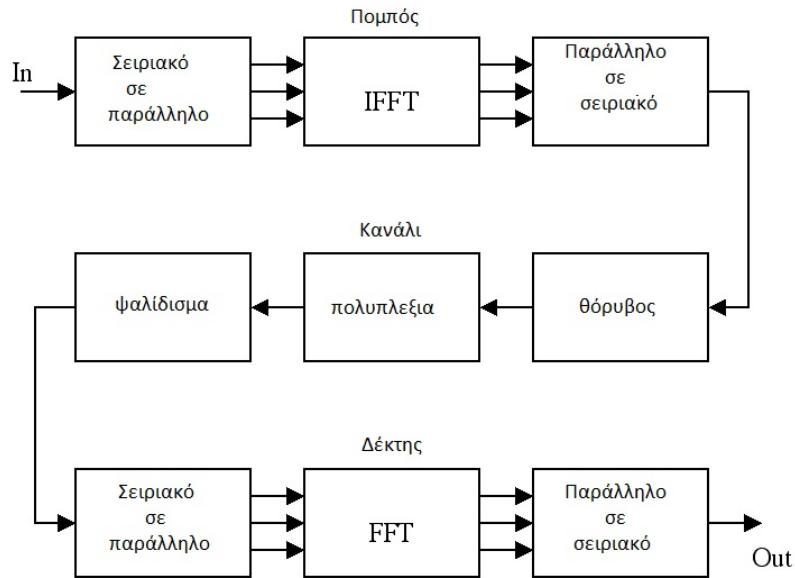 Πομπός
In
Σειριακό
σε
παράλληλο
IFFT
Παράλληλο
σε
σειριακό
Κανάλι
ψαλίδισμα
πολυπλεξια
θόρυβος
Δέκτης
Σειριακό
σε
παράλληλο
FFT
Παράλληλο
σε
σειριακό
Out